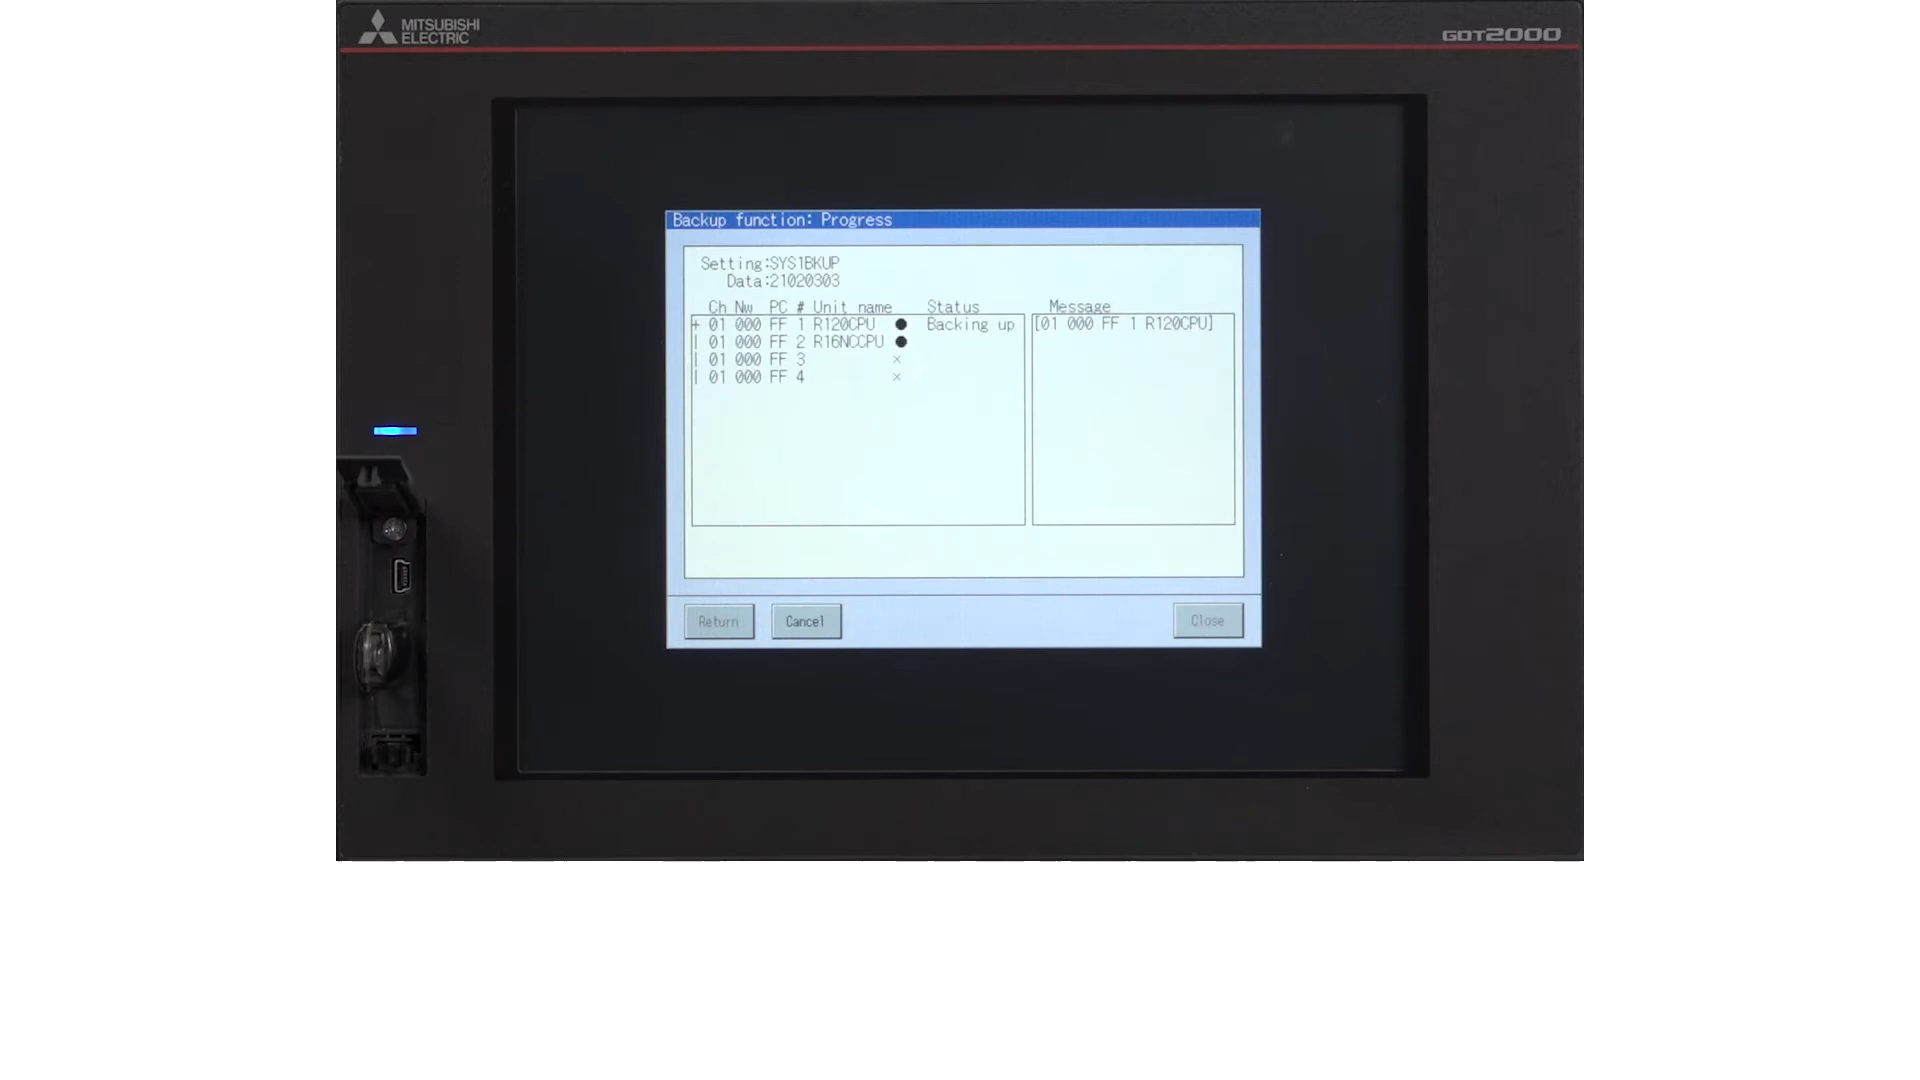 MITSUBISHI
ELECTRIC
GOT2000
Backup function: Progress
Setting:SYS1BKUP
Data:21020303
Ch Nw PC # Unit name Status Message
+ 01 000 FF 1 R120CPU ● Backing up [01 000 FF 1 R120CPU]
| 01 000 FF 2 R16NCCPU ●
| 01 000 FF 3 ×
| 01 000 FF 4 ×
Return Cancel Close